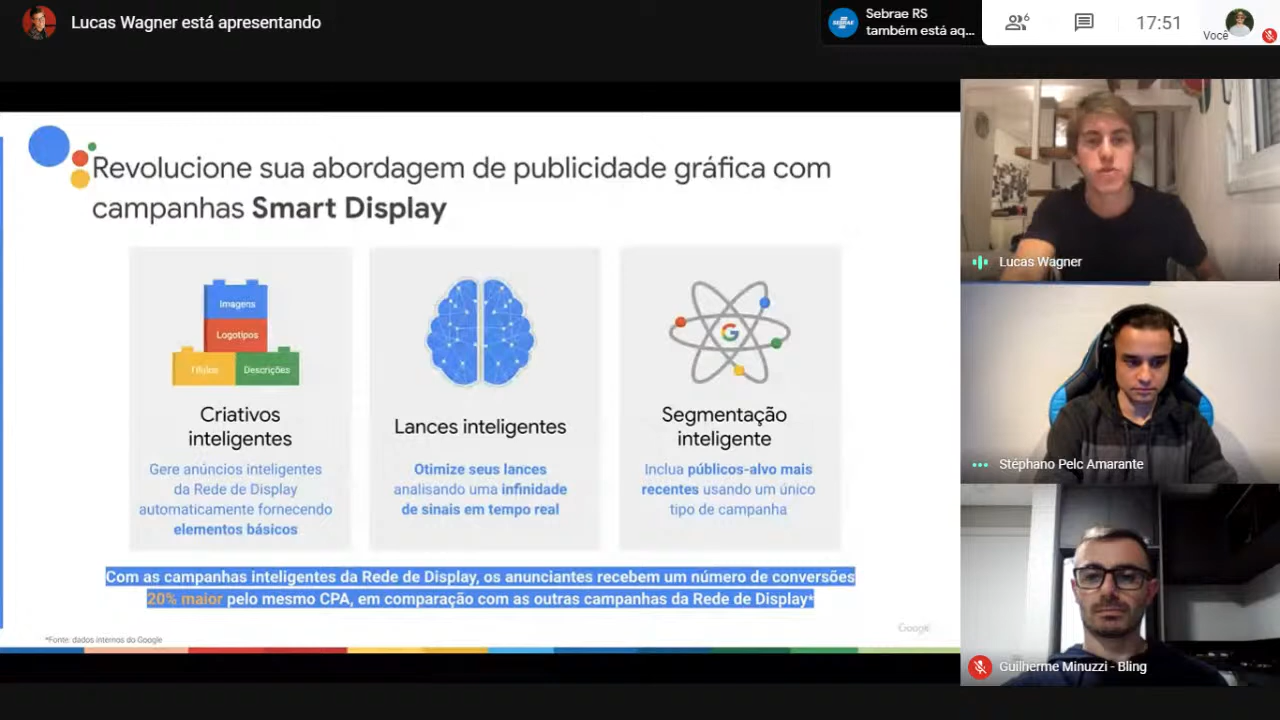 Lucas Wagner está apresentando
Sebrae RS
também está aq...
6
17:51
Você
Revolucione sua abordagem de publicidade gráfica com
campanhas Smart Display
Imagens
Logotipos
Títulos
Descrições
Criativos
inteligentes
Gere anúncios inteligentes
da Rede de Display
automaticamente fornecendo
elementos básicos
Lances inteligentes
Otimize seus lances
analisando uma infinidade
de sinais em tempo real
G
Segmentação
inteligente
Inclua públicos-alvo mais
recentes usando um único
tipo de campanha
Com as campanhas inteligentes da Rede de Display, os anunciantes recebem um número de conversões
20% maior pelo mesmo CPA, em comparação com as outras campanhas da Rede de Display*
*Fonte: dados internos do Google
Google
Lucas Wagner
Stéphano Pelc Amarante
Guilherme Minuzzi - Bling